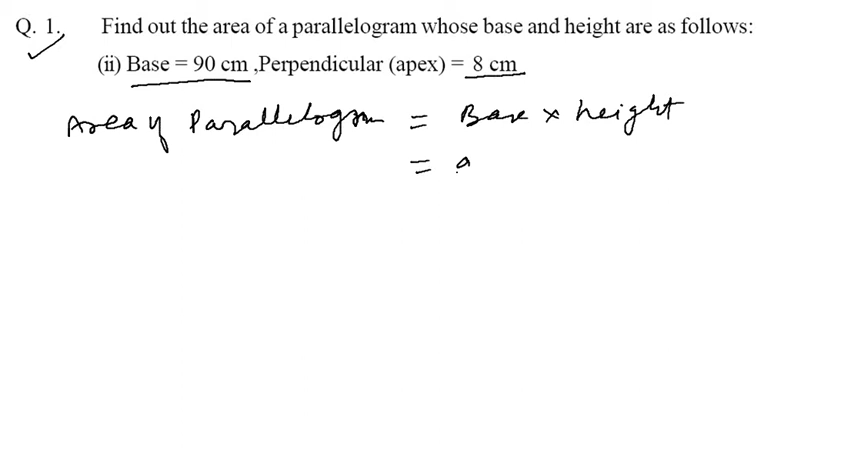 Q. 1. Find out the area of a parallelogram whose base and height are as follows:
(ii) Base = 90 cm ,Perpendicular (apex) = 8 cm
Area of Parallelogram = Base × height
=